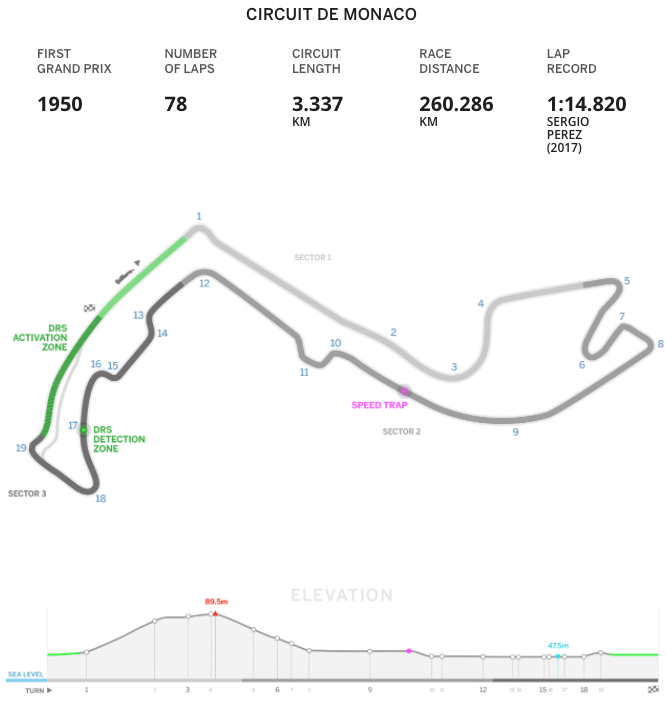 CIRCUIT DE MONACO
FIRST
GRAND PRIX
1950
NUMBER
OF LAPS
78
CIRCUIT
LENGTH
3.337
KM
RACE
DISTANCE
260.286
KM
LAP
RECORD
1:14.820
SERGIO
PEREZ
(2017)
1
SECTOR 1
12
5
4
13
14
7
DRS
ACTIVATION
ZONE
2
8
10
6
16
15
3
11
SPEED TRAP
17
DRS
DETECTION
ZONE
SECTOR 2
9
19
SECTOR 3
18
ELEVATION
89.5m
47.5m
SEA LEVEL
TURN
1
2
3
4
5
6
7
8
9
10
11
12
13
14
15
16
17
18
19